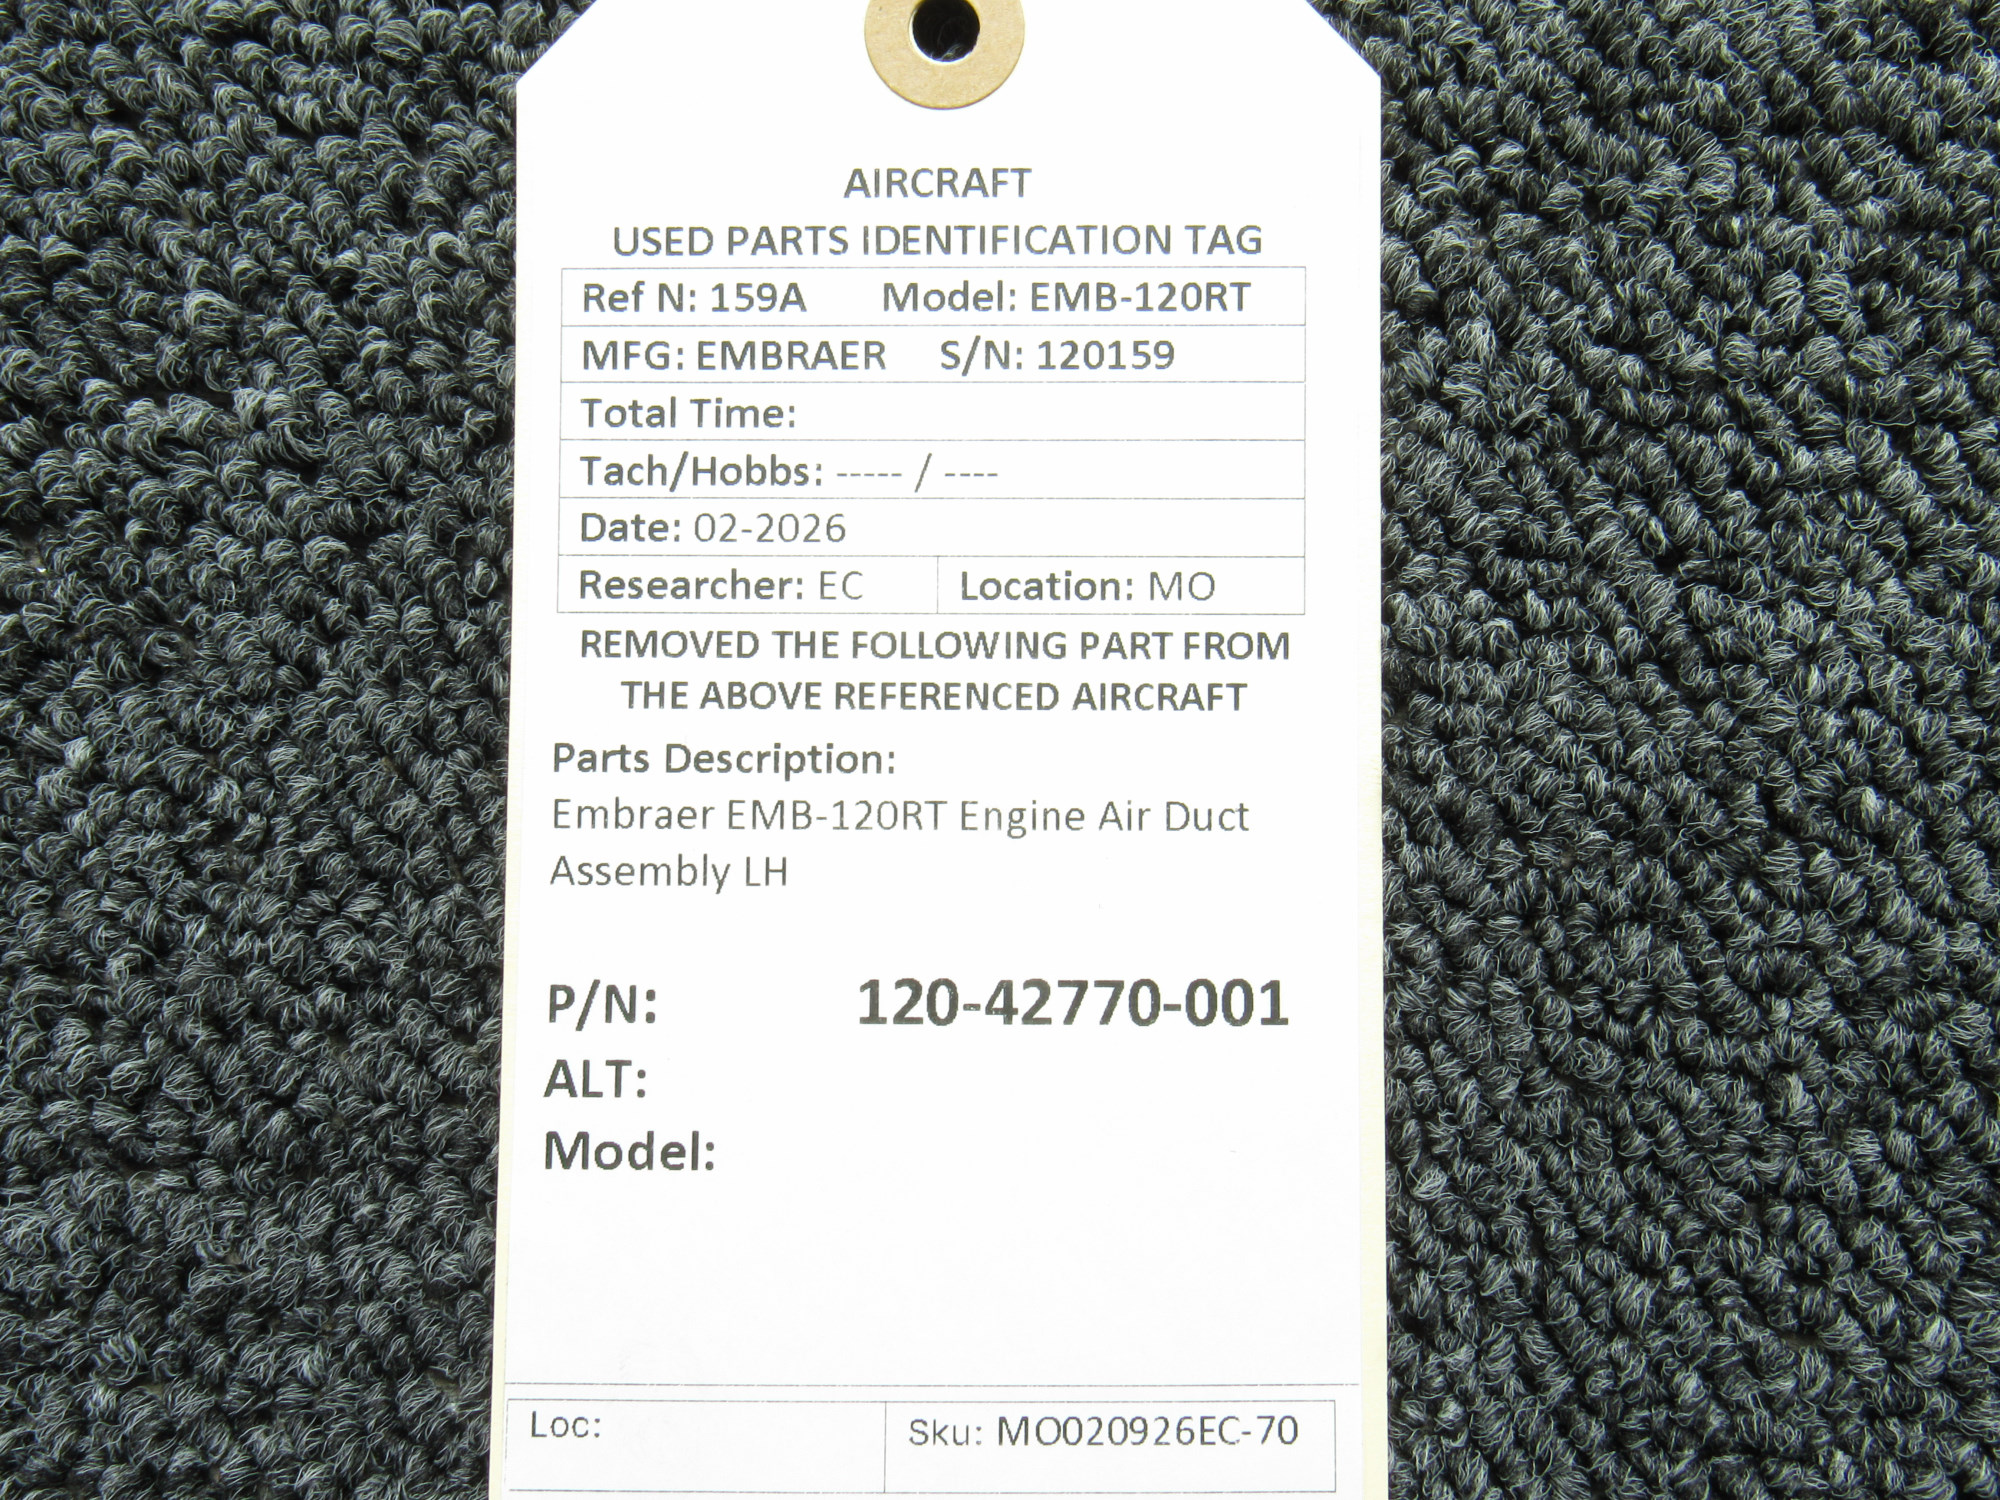 AIRCRAFT
USED PARTS IDENTIFICATION TAG
Ref N: 159A Model: EMB-120RT
MFG: EMBRAER S/N: 120159
Total Time:
Tach/Hobbs: ----- / ----
Date: 02-2026
Researcher: EC Location: MO
REMOVED THE FOLLOWING PART FROM
THE ABOVE REFERENCED AIRCRAFT
Parts Description:
Embraer EMB-120RT Engine Air Duct
Assembly LH
P/N: 120-42770-001
ALT:
Model:
Loc: Sku: MO020926EC-70